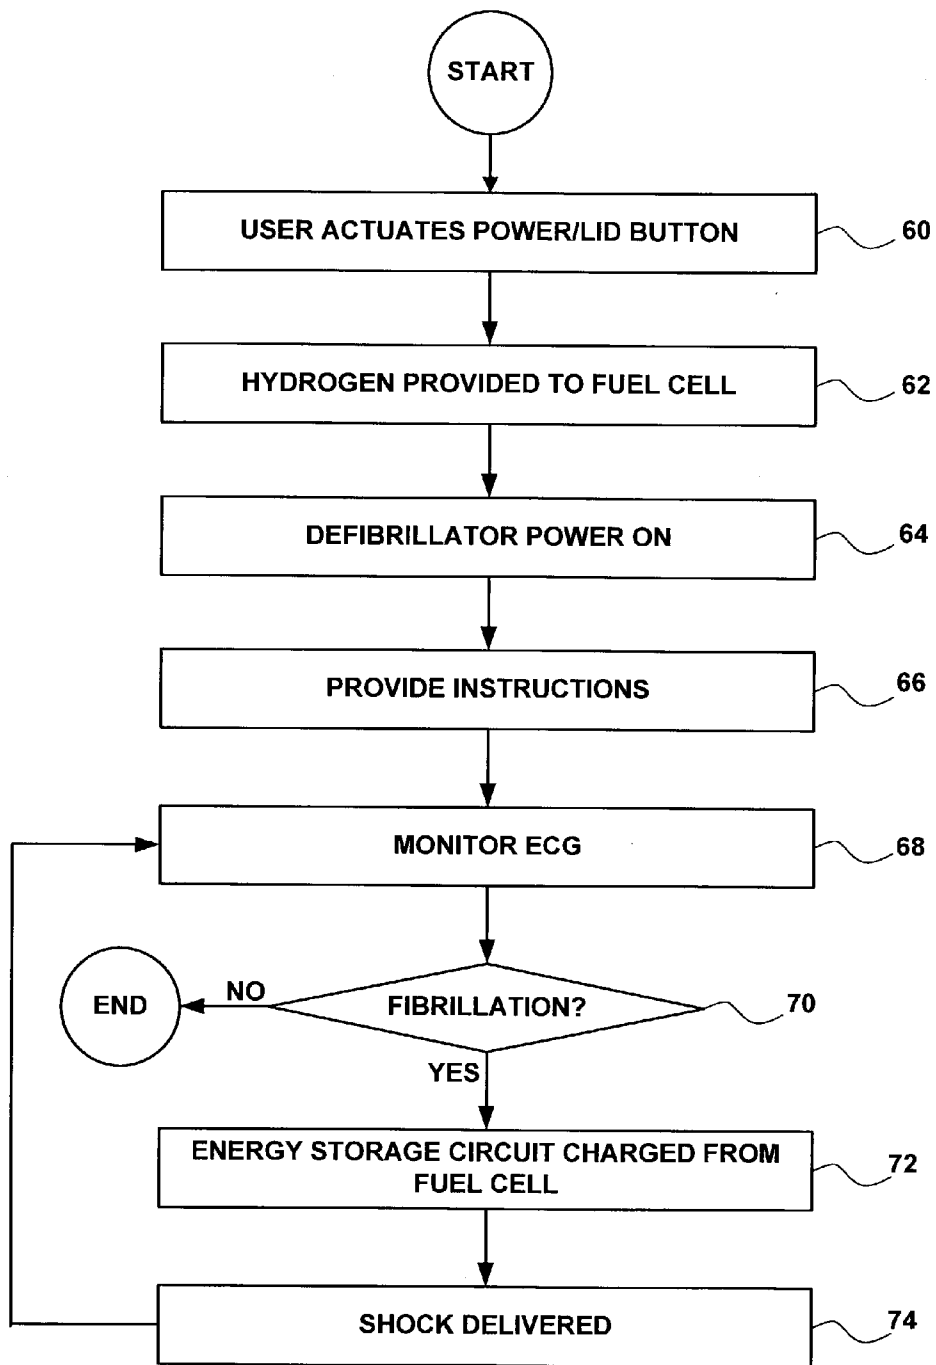 START
USER ACTUATES POWER/LID BUTTON
60
HYDROGEN PROVIDED TO FUEL CELL
62
DEFIBRILLATOR POWER ON
64
PROVIDE INSTRUCTIONS
66
MONITOR ECG
68
END
NO
FIBRILLATION?
70
YES
ENERGY STORAGE CIRCUIT CHARGED FROM
FUEL CELL
72
SHOCK DELIVERED
74